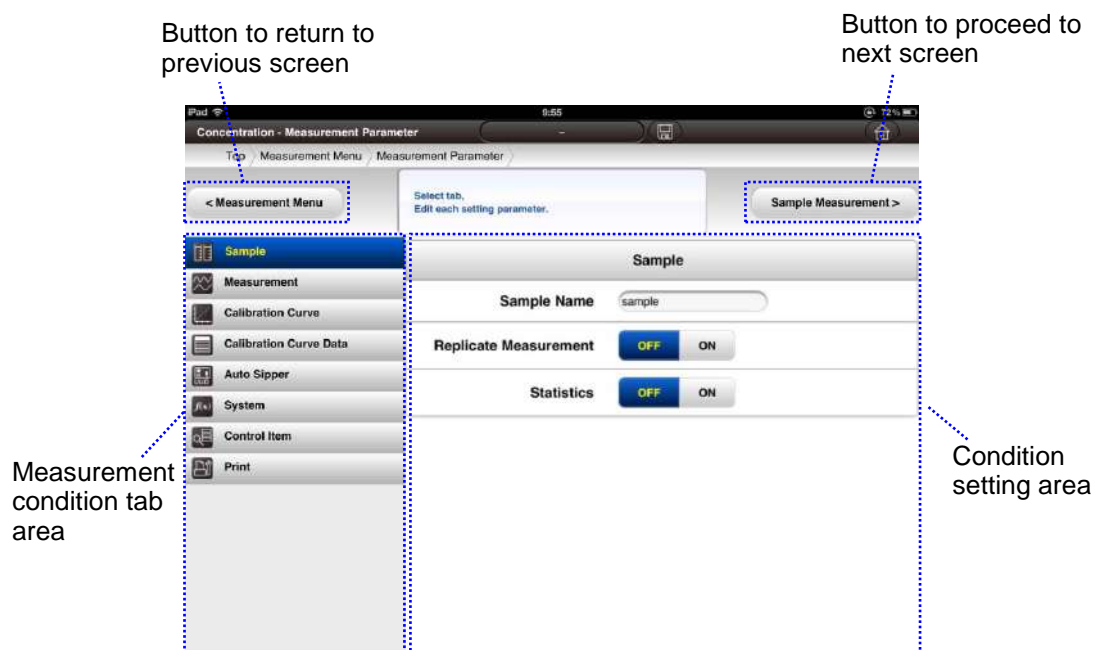 Button to return to
previous screen
Button to proceed to
next screen
iPad 9:55 72%
Concentration - Measurement Parameter -
Top Measurement Menu Measurement Parameter
< Measurement Menu
Select tab,
Edit each setting parameter.
Sample Measurement >
Sample
Measurement
Calibration Curve
Calibration Curve Data
Auto Sipper
System
Control Item
Print
Sample
Sample Name sample
Replicate Measurement OFF ON
Statistics OFF ON
Measurement
condition tab
area
Condition
setting area